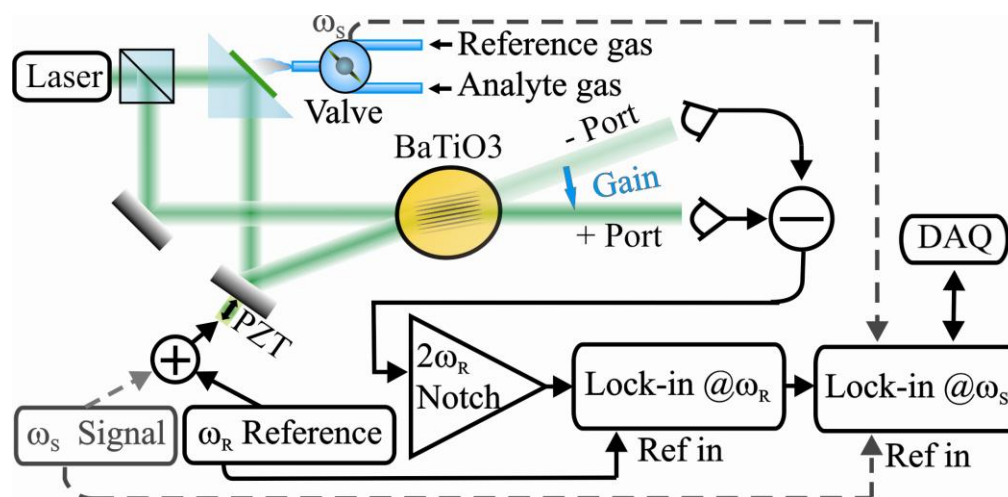 ωs
Reference gas
Laser
Analyte gas
Valve
- Port
BaTiO3
Gain
+ Port
DAQ
PZT
2ωR
Notch
Lock-in @ωR
Lock-in @ωs
ωs Signal
ωR Reference
Ref in
Ref in